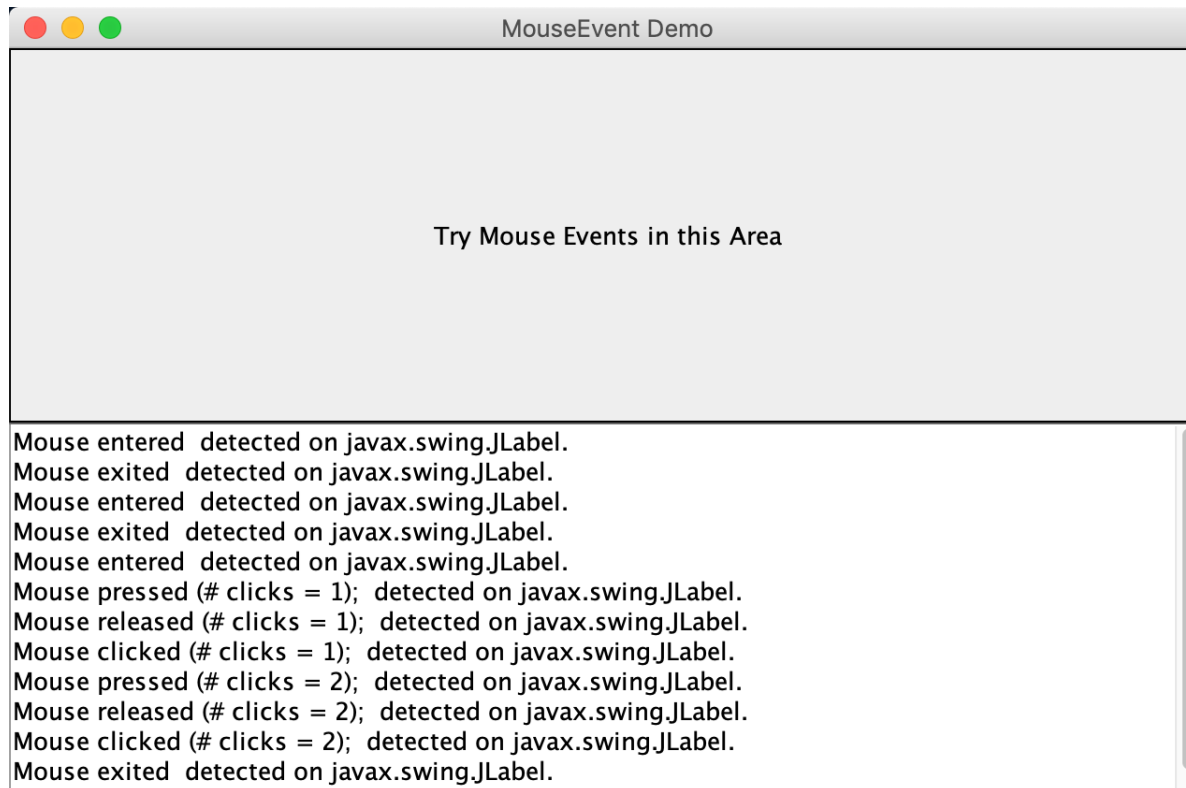 MouseEvent Demo
Try Mouse Events in this Area
Mouse entered  detected on javax.swing.JLabel.
Mouse exited  detected on javax.swing.JLabel.
Mouse entered  detected on javax.swing.JLabel.
Mouse exited  detected on javax.swing.JLabel.
Mouse entered  detected on javax.swing.JLabel.
Mouse pressed (# clicks = 1);  detected on javax.swing.JLabel.
Mouse released (# clicks = 1);  detected on javax.swing.JLabel.
Mouse clicked (# clicks = 1);  detected on javax.swing.JLabel.
Mouse pressed (# clicks = 2);  detected on javax.swing.JLabel.
Mouse released (# clicks = 2);  detected on javax.swing.JLabel.
Mouse clicked (# clicks = 2);  detected on javax.swing.JLabel.
Mouse exited  detected on javax.swing.JLabel.